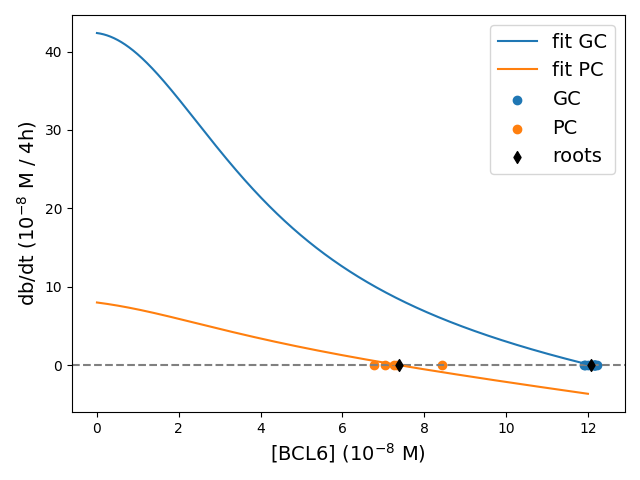 fit GC
fit PC
GC
PC
roots
db/dt (10⁻⁸ M / 4h)
40
30
20
10
0
0 2 4 6 8 10 12
[BCL6] (10⁻⁸ M)